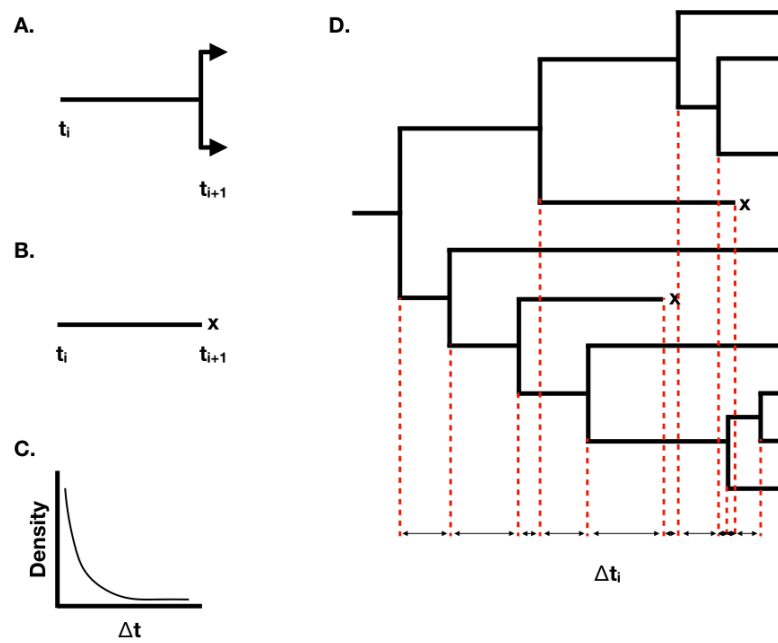 A.
tᵢ
tᵢ₊₁
B.
x
tᵢ
tᵢ₊₁
C.
Density
Δt
D.
x
x
Δtᵢ